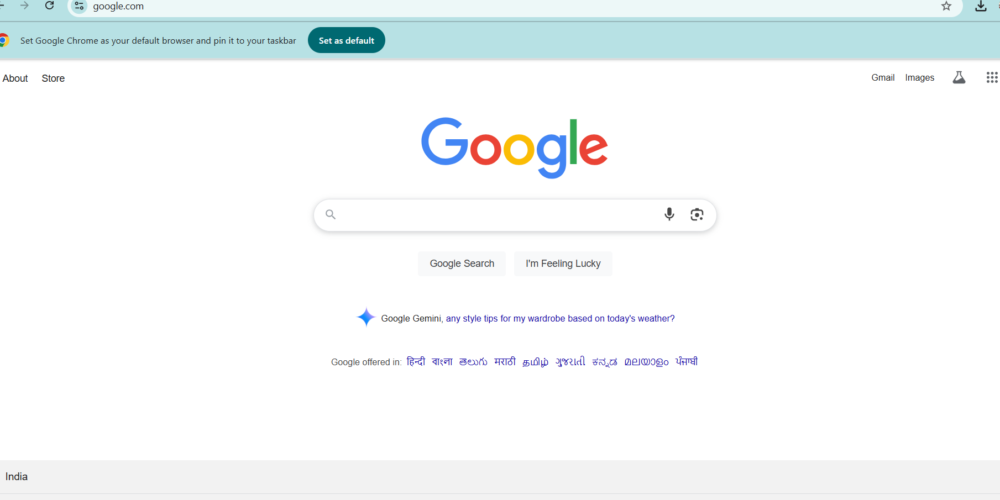 google.com
Set Google Chrome as your default browser and pin it to your taskbar Set as default
About Store Gmail Images
Google
Google Search I'm Feeling Lucky
Google Gemini, any style tips for my wardrobe based on today's weather?
Google offered in: हिन्दी বাংলা తెలుగు मराठी தமிழ் ગુજરાતી ಕನ್ನಡ മലയാളം ਪੰਜਾਬੀ
India